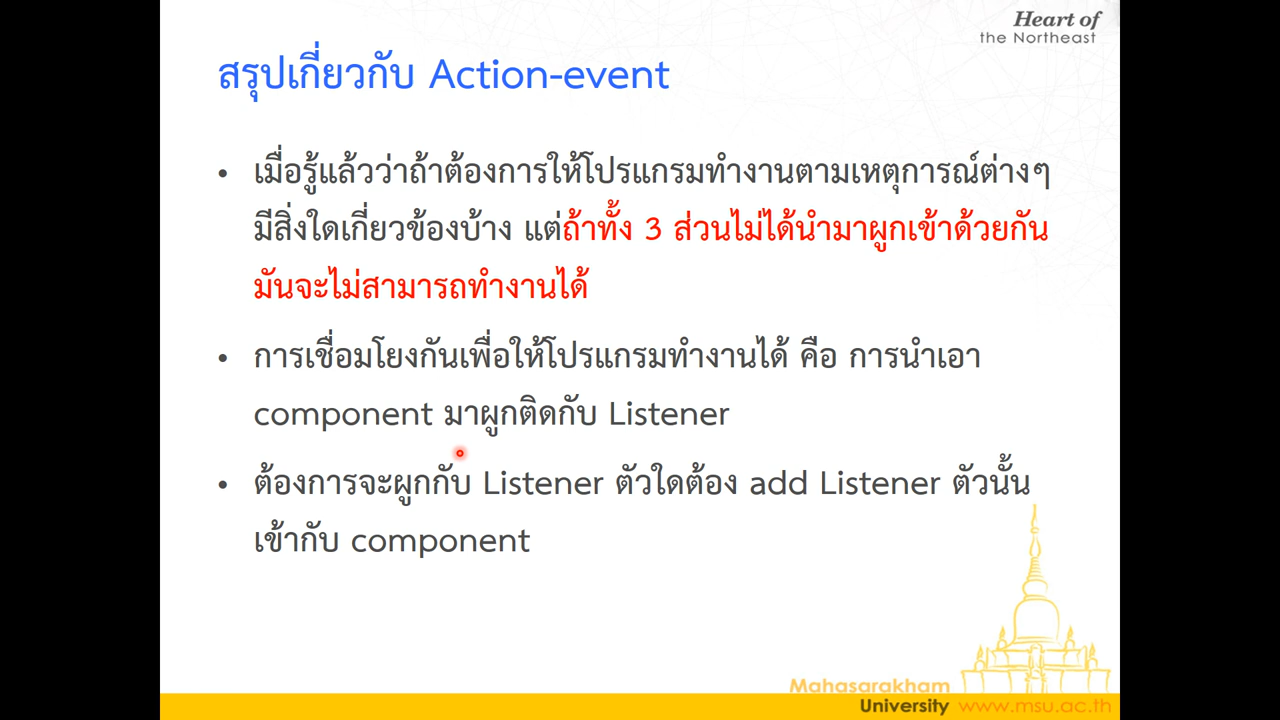 Heart of
the Northeast
สรุปเกี่ยวกับ Action-event
• เมื่อรู้แล้วว่าถ้าต้องการให้โปรแกรมทำงานตามเหตุการณ์ต่างๆ
มีสิ่งใดเกี่ยวข้องบ้าง แต่ถ้าทั้ง 3 ส่วนไม่ได้นำมาผูกเข้าด้วยกัน
มันจะไม่สามารถทำงานได้
• การเชื่อมโยงกันเพื่อให้โปรแกรมทำงานได้ คือ การนำเอา
component มาผูกติดกับ Listener
• ต้องการจะผูกกับ Listener ตัวใดต้อง add Listener ตัวนั้น
เข้ากับ component
Mahasarakham
University www.msu.ac.th